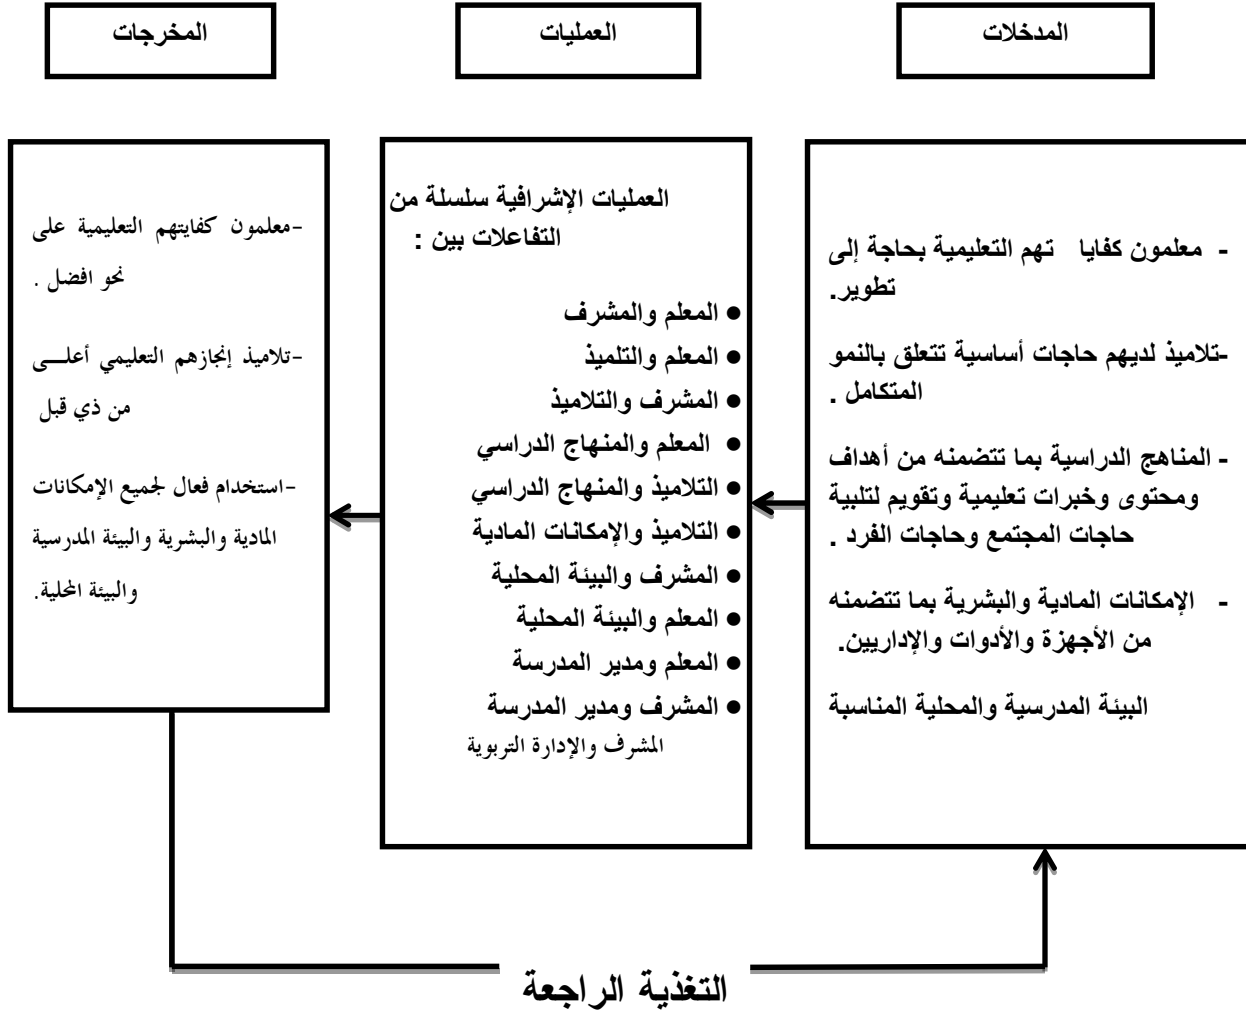 المدخلات
العمليات
المخرجات
- معلمون كفايا تهم التعليمية بحاجة إلى
تطوير.
-تلاميذ لديهم حاجات أساسية تتعلق بالنمو
المتكامل .
- المناهج الدراسية بما تتضمنه من أهداف
ومحتوى وخبرات تعليمية وتقويم لتلبية
حاجات المجتمع وحاجات الفرد .
- الإمكانات المادية والبشرية بما تتضمنه
من الأجهزة والأدوات والإداريين.
البيئة المدرسية والمحلية المناسبة
العمليات الإشرافية سلسلة من
التفاعلات بين :
● المعلم والمشرف
● المعلم والتلميذ
● المشرف والتلاميذ
● المعلم والمنهاج الدراسي
● التلاميذ والمنهاج الدراسي
● التلاميذ والإمكانات المادية
● المشرف والبيئة المحلية
● المعلم والبيئة المحلية
● المعلم ومدير المدرسة
● المشرف ومدير المدرسة
المشرف والإدارة التربوية
-معلمون كفايتهم التعليمية على
نحو افضل .
-تلاميذ إنجازهم التعليمي أعلـــى
من ذي قبل
-استخدام فعال لجميع الإمكانات
المادية والبشرية والبيئة المدرسية
والبيئة المحلية.
التغذية الراجعة